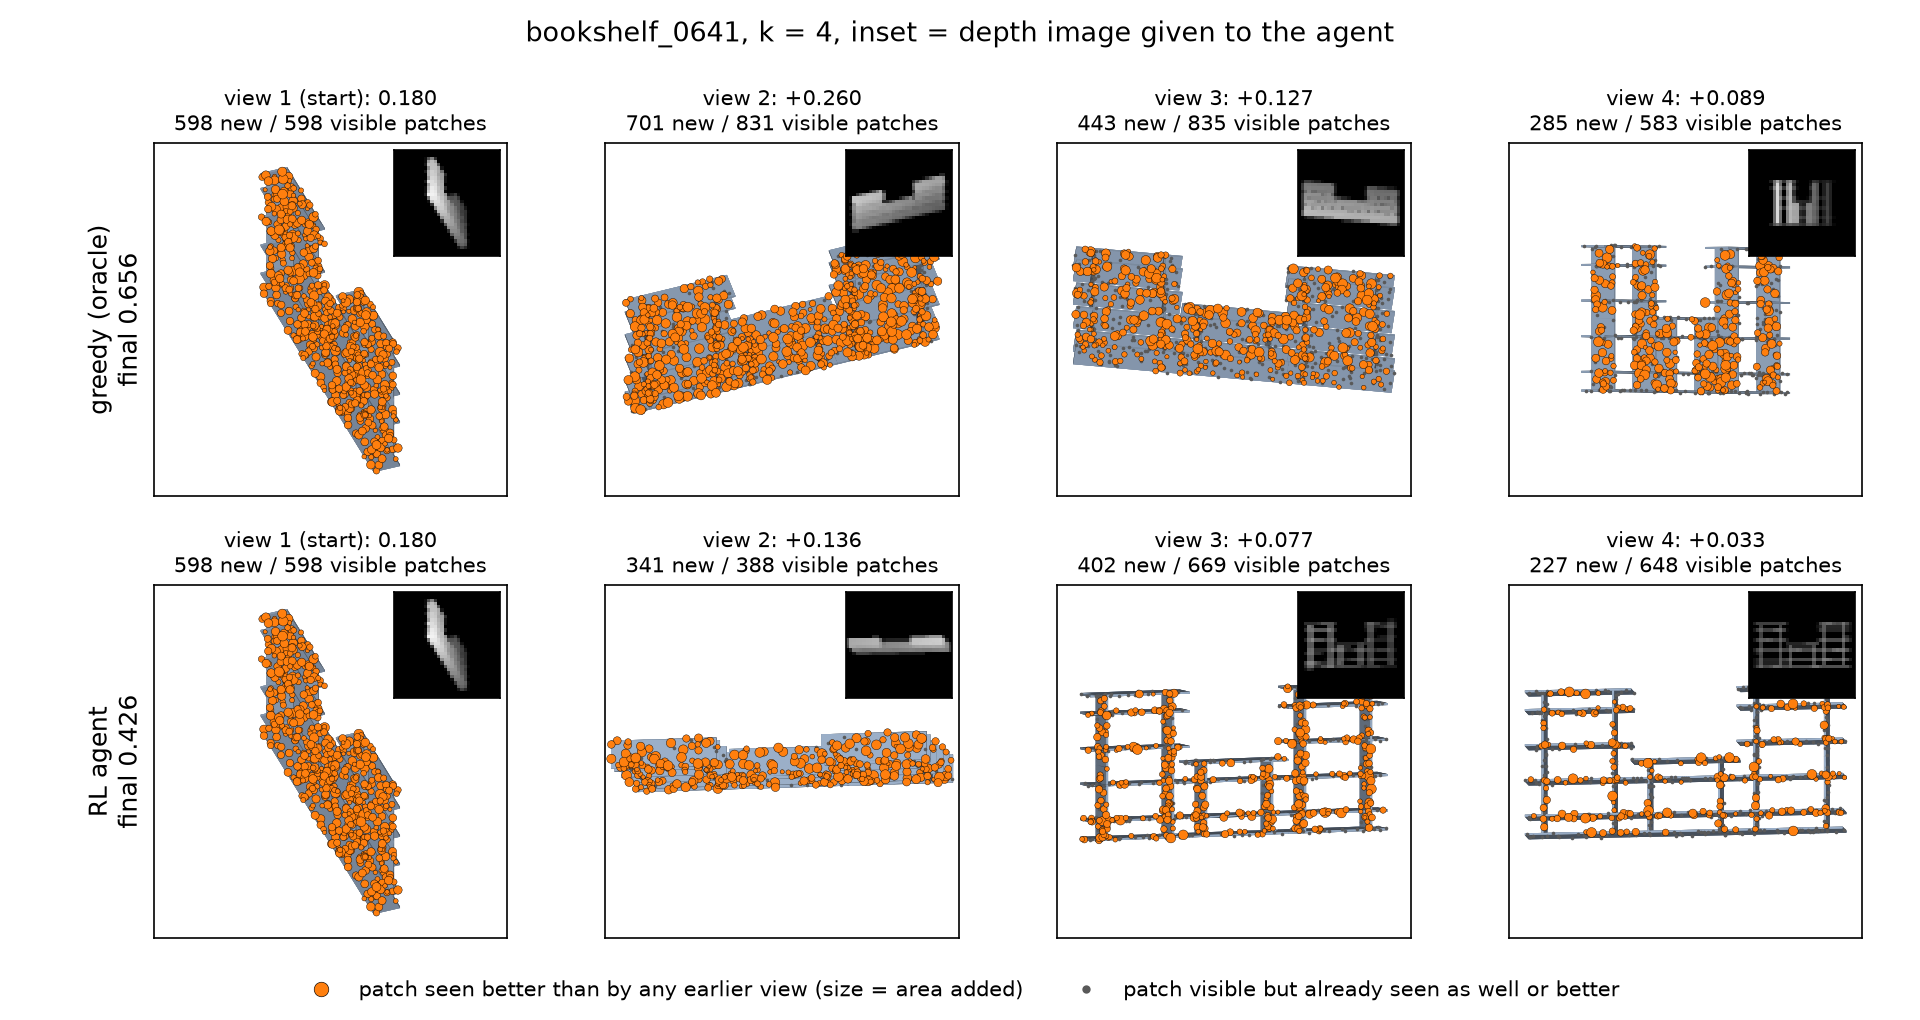 bookshelf_0641, k = 4, inset = depth image given to the agent
greedy (oracle)
final 0.656
view 1 (start): 0.180
598 new / 598 visible patches
view 2: +0.260
701 new / 831 visible patches
view 3: +0.127
443 new / 835 visible patches
view 4: +0.089
285 new / 583 visible patches
RL agent
final 0.426
view 1 (start): 0.180
598 new / 598 visible patches
view 2: +0.136
341 new / 388 visible patches
view 3: +0.077
402 new / 669 visible patches
view 4: +0.033
227 new / 648 visible patches
patch seen better than by any earlier view (size = area added)
patch visible but already seen as well or better